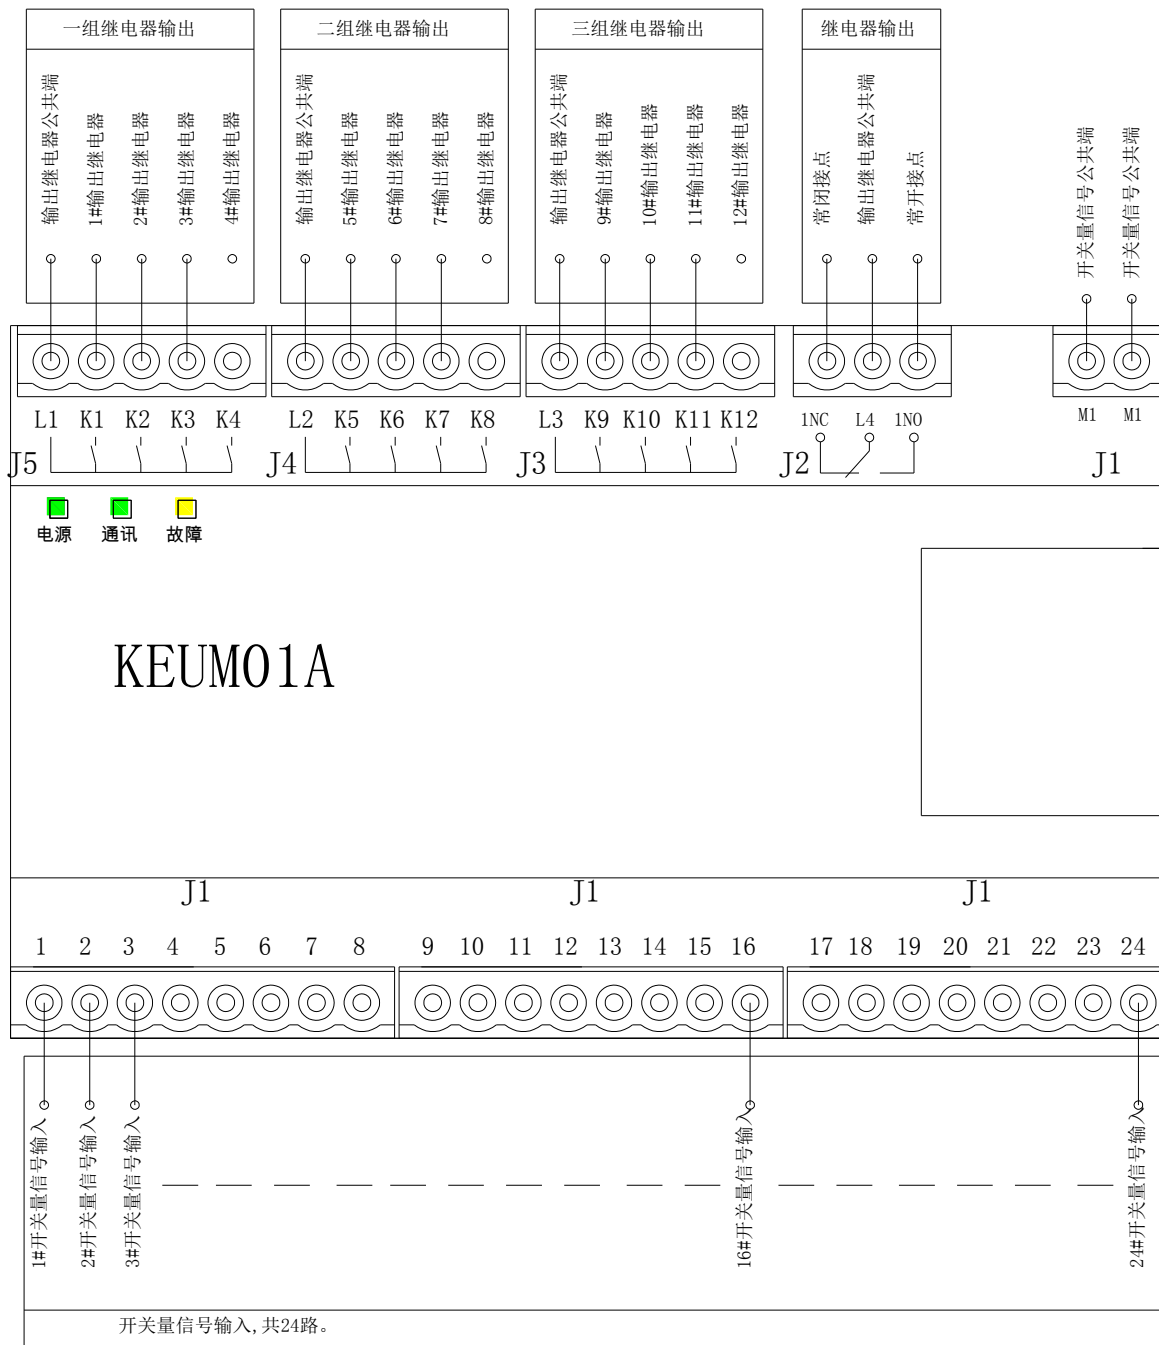 一组继电器输出
二组继电器输出
三组继电器输出
继电器输出
输出继电器公共端
1#输出继电器
2#输出继电器
3#输出继电器
4#输出继电器
输出继电器公共端
5#输出继电器
6#输出继电器
7#输出继电器
8#输出继电器
输出继电器公共端
9#输出继电器
10#输出继电器
11#输出继电器
12#输出继电器
常闭接点
输出继电器公共端
常开接点
开关量信号公共端
开关量信号公共端
L1 K1 K2 K3 K4
L2 K5 K6 K7 K8
L3 K9 K10 K11 K12
1NC L4 1NO
M1 M1
J5
J4
J3
J2
J1
电源 通讯 故障
KEUM01A
J1
J1
J1
1 2 3 4 5 6 7 8
9 10 11 12 13 14 15 16
17 18 19 20 21 22 23 24
1#开关量信号输入
2#开关量信号输入
3#开关量信号输入
16#开关量信号输入
24#开关量信号输入
开关量信号输入,共24路。